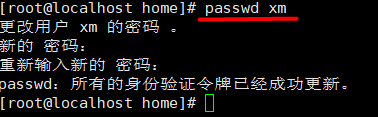 [root@localhost home]# passwd xm
更改用户 xm 的密码 。
新的 密码：
重新输入新的 密码：
passwd：所有的身份验证令牌已经成功更新。
[root@localhost home]#